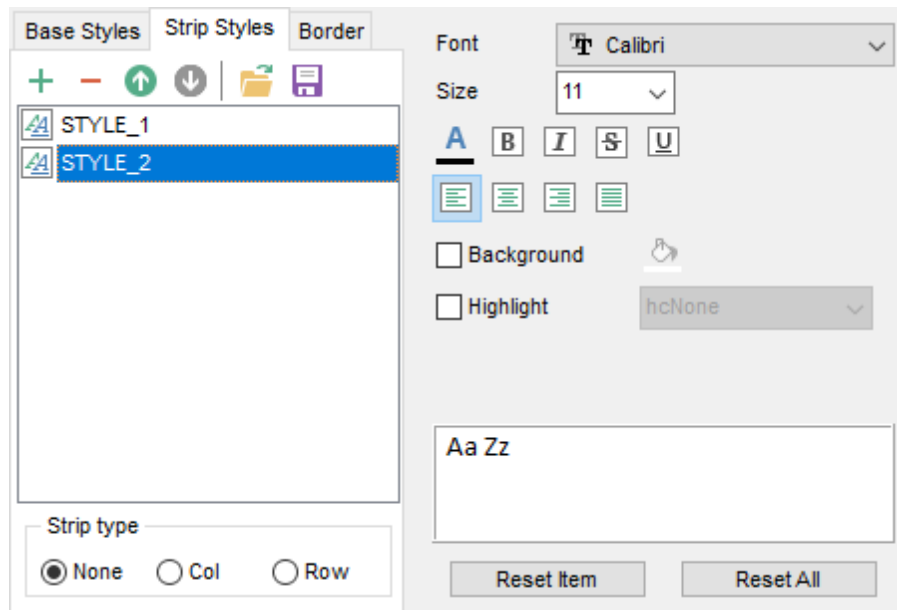 Base Styles Strip Styles Border
STYLE_1
STYLE_2
Strip type
None Col Row
Font Calibri
Size 11
A B I S U
Background
Highlight hcNone
Aa Zz
Reset Item Reset All